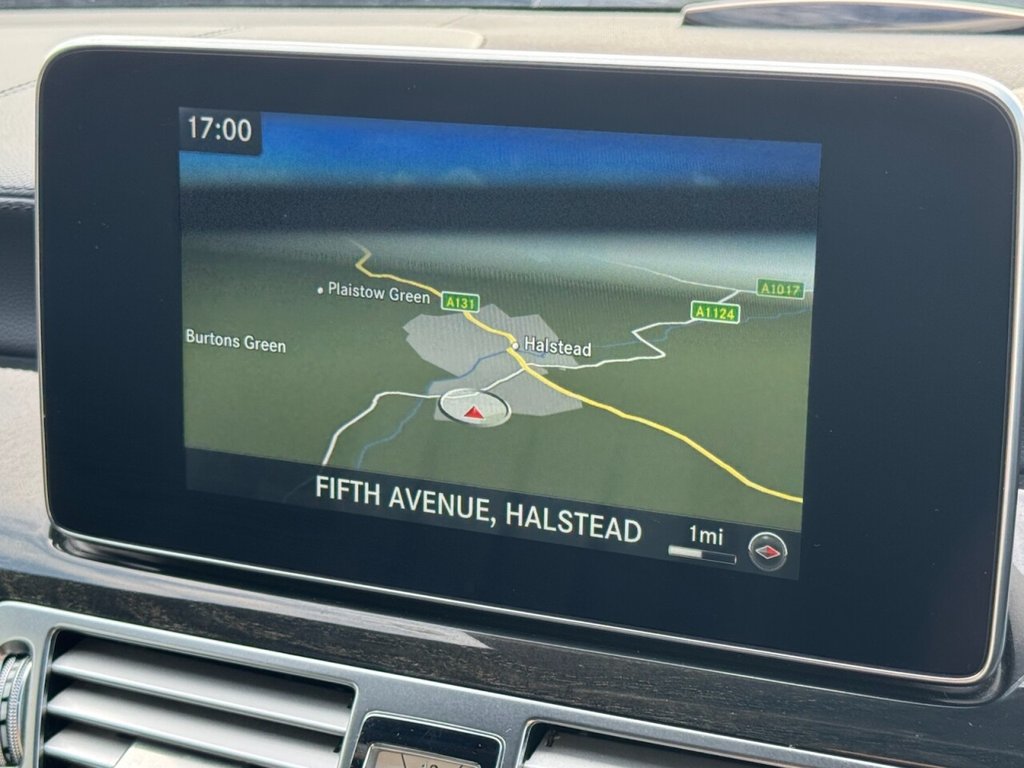 17:00
Plaistow Green
A131
A1017
A1124
Burtons Green
Halstead
FIFTH AVENUE, HALSTEAD
1mi